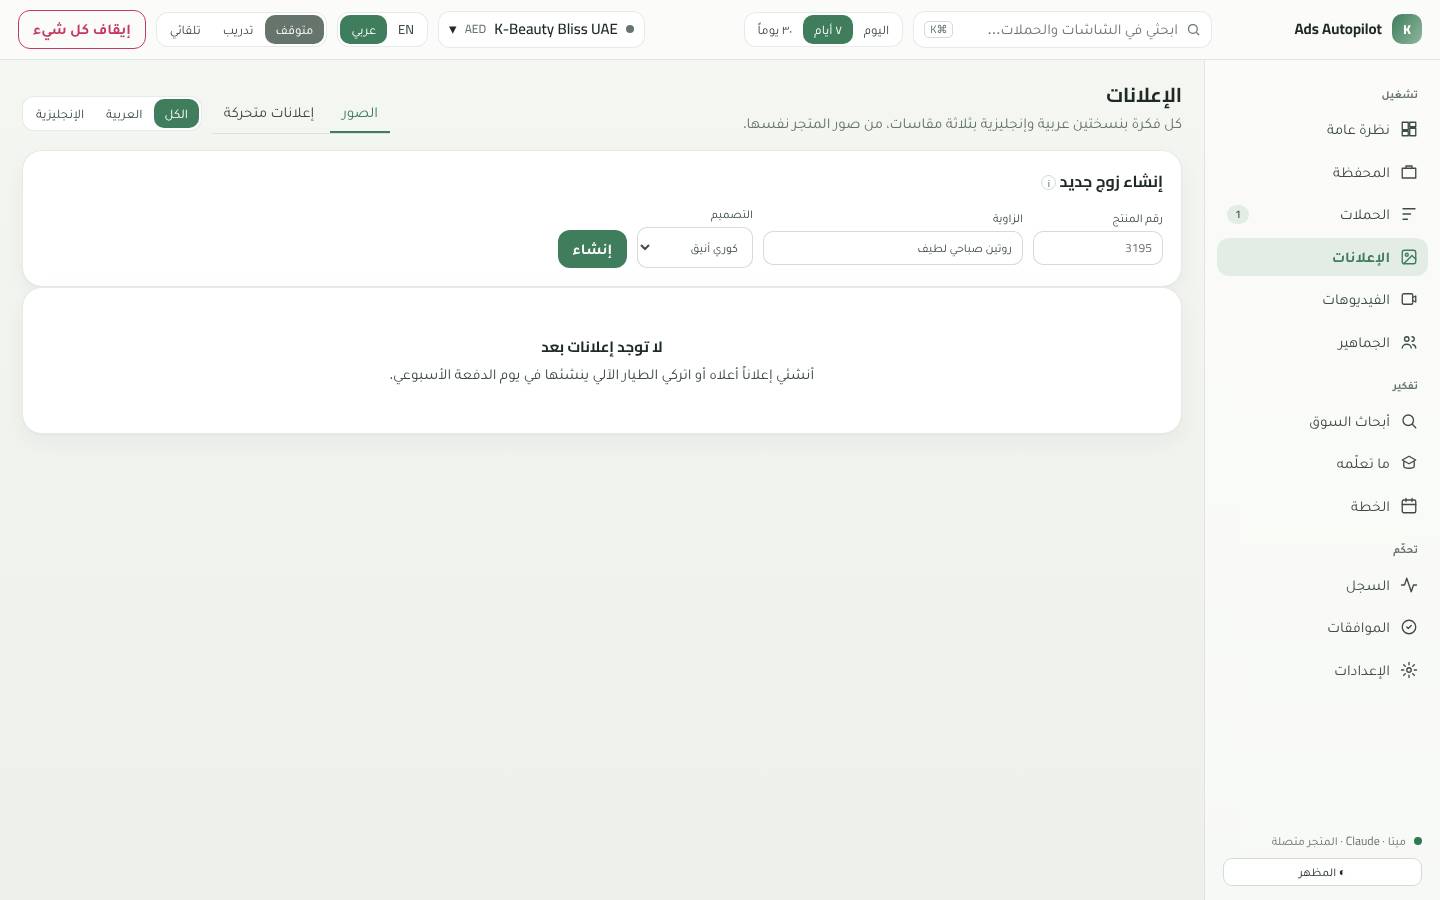 K
Ads Autopilot
ابحثي في الشاشات والحملات...
⌘K
اليوم
٧ أيام
٣٠ يوماً
K-Beauty Bliss UAE
AED
EN
عربي
متوقف
تدريب
تلقائي
إيقاف كل شيء
تشغيل
نظرة عامة
المحفظة
الحملات
1
الإعلانات
الفيديوهات
الجماهير
تفكير
أبحاث السوق
ما تعلّمه
الخطة
تحكّم
السجل
الموافقات
الإعدادات
ميتا · Claude · المتجر متصلة
المظهر
الإعلانات
كل فكرة بنسختين عربية وإنجليزية بثلاثة مقاسات، من صور المتجر نفسها.
الصور
إعلانات متحركة
الكل
العربية
الإنجليزية
إنشاء زوج جديد
i
رقم المنتج
3195
الزاوية
روتين صباحي لطيف
التصميم
كوري أنيق
إنشاء
لا توجد إعلانات بعد
أنشئي إعلاناً أعلاه أو اتركي الطيار الآلي ينشئها في يوم الدفعة الأسبوعي.